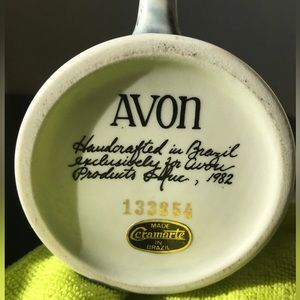 AVON
Handcrafted in Brazil
exclusively for Avon
Products Inc., 1982
133854
MADE
Ceramarte
IN
BRAZIL